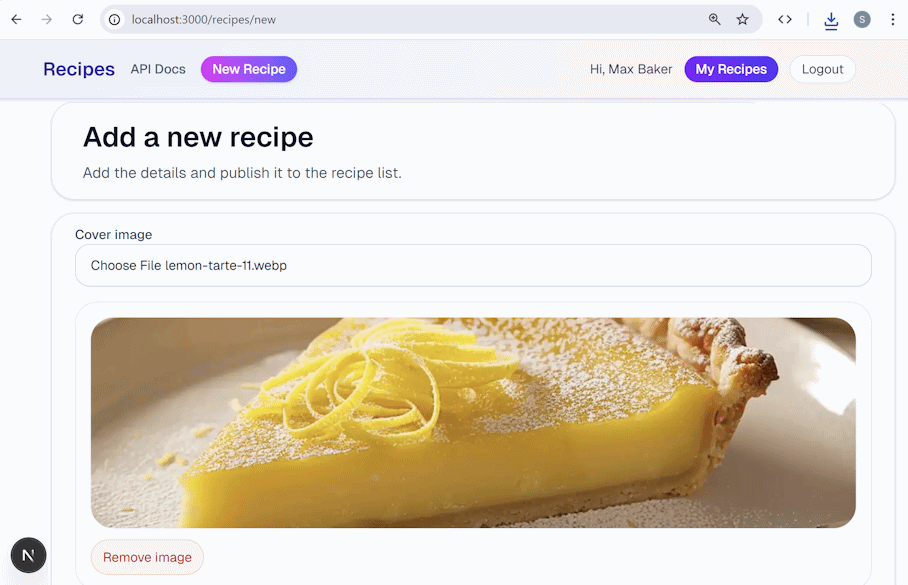 localhost:3000/recipes/new
S
Recipes API Docs New Recipe Hi, Max Baker My Recipes Logout
Add a new recipe
Add the details and publish it to the recipe list.
Cover image
Choose File lemon-tarte-11.webp
N
Remove image